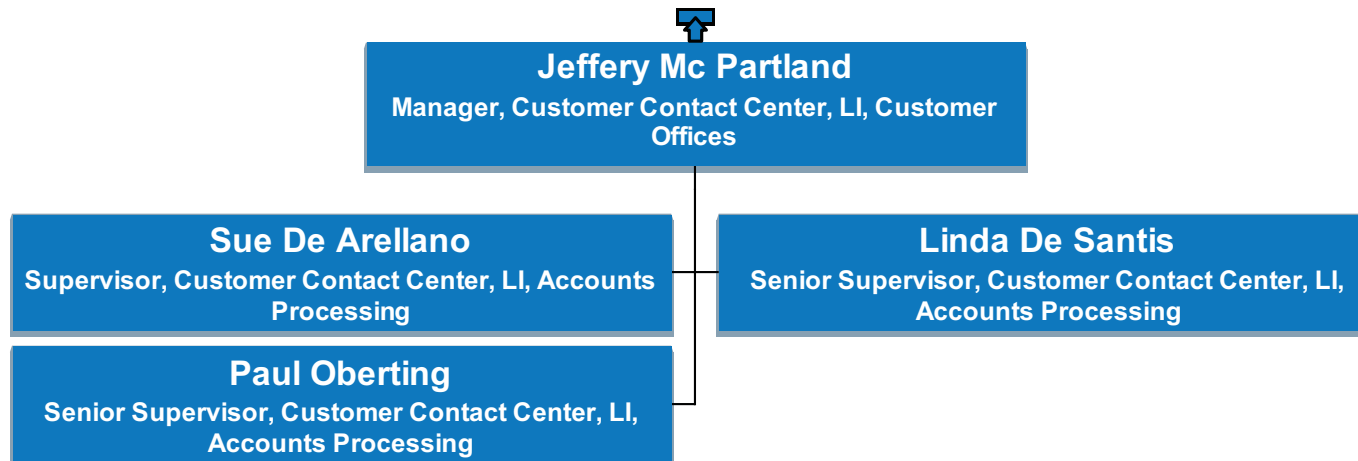 Jeffery Mc Partland
Manager, Customer Contact Center, LI, Customer
Offices
Sue De Arellano
Supervisor, Customer Contact Center, LI, Accounts
Processing
Linda De Santis
Senior Supervisor, Customer Contact Center, LI,
Accounts Processing
Paul Oberting
Senior Supervisor, Customer Contact Center, LI,
Accounts Processing